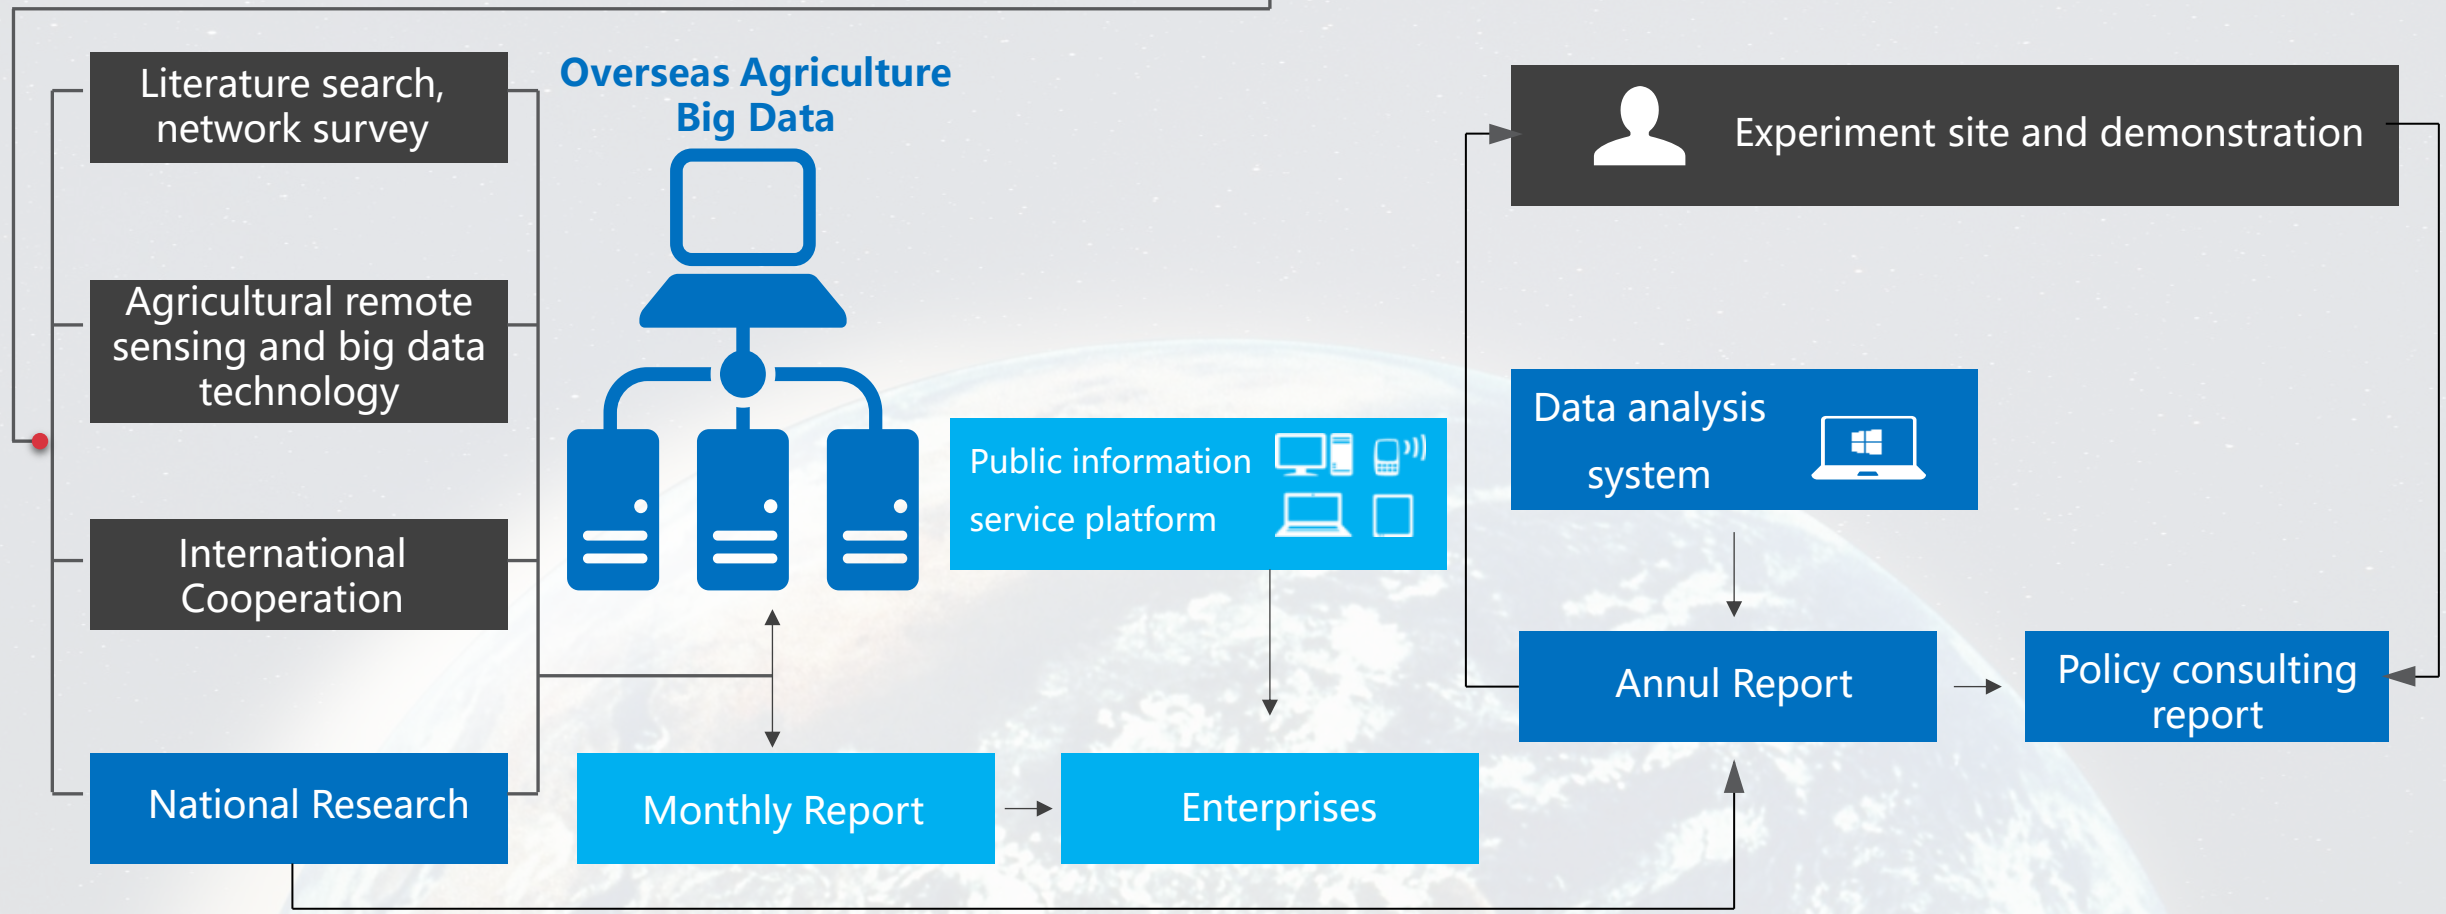 Literature search,
network survey
Agricultural remote
sensing and big data
technology
International
Cooperation
National Research
Overseas Agriculture
Big Data
Public information
service platform
Monthly Report
Enterprises
Experiment site and demonstration
Data analysis
system
Annul Report
Policy consulting
report